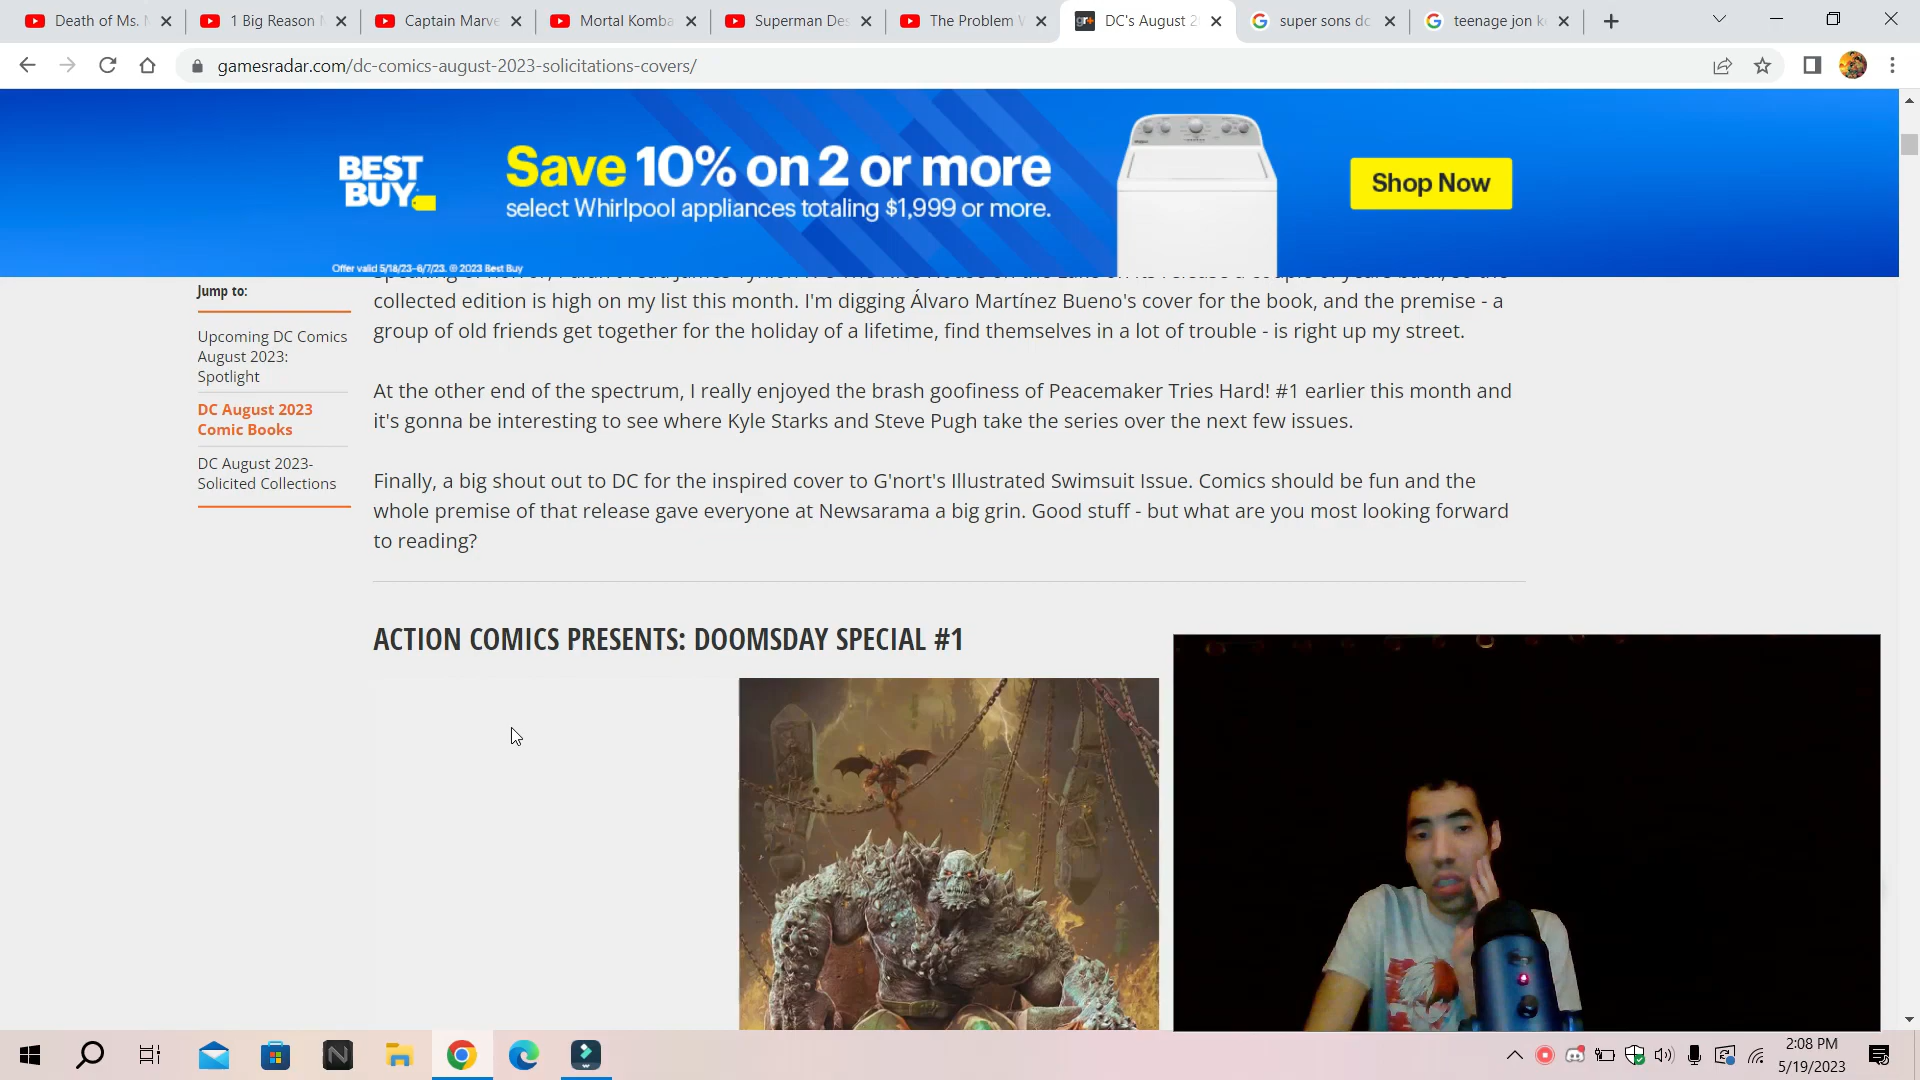 Death of Ms.
1 Big Reason
Captain Marve
Mortal Komba
Superman Des
The Problem
DC's August 2
super sons dc
teenage jon k
gamesradar.com/dc-comics-august-2023-solicitations-covers/
BEST BUY
Save 10% on 2 or more
select Whirlpool appliances totaling $1,999 or more.
Shop Now
Offer valid 5/18/23–6/7/23. © 2023 Best Buy
Jump to:
Upcoming DC Comics
August 2023:
Spotlight
DC August 2023
Comic Books
DC August 2023-
Solicited Collections
collected edition is high on my list this month. I'm digging Álvaro Martínez Bueno's cover for the book, and the premise - a
group of old friends get together for the holiday of a lifetime, find themselves in a lot of trouble - is right up my street.
At the other end of the spectrum, I really enjoyed the brash goofiness of Peacemaker Tries Hard! #1 earlier this month and
it's gonna be interesting to see where Kyle Starks and Steve Pugh take the series over the next few issues.
Finally, a big shout out to DC for the inspired cover to G'nort's Illustrated Swimsuit Issue. Comics should be fun and the
whole premise of that release gave everyone at Newsarama a big grin. Good stuff - but what are you most looking forward
to reading?
ACTION COMICS PRESENTS: DOOMSDAY SPECIAL #1
2:08 PM
5/19/2023